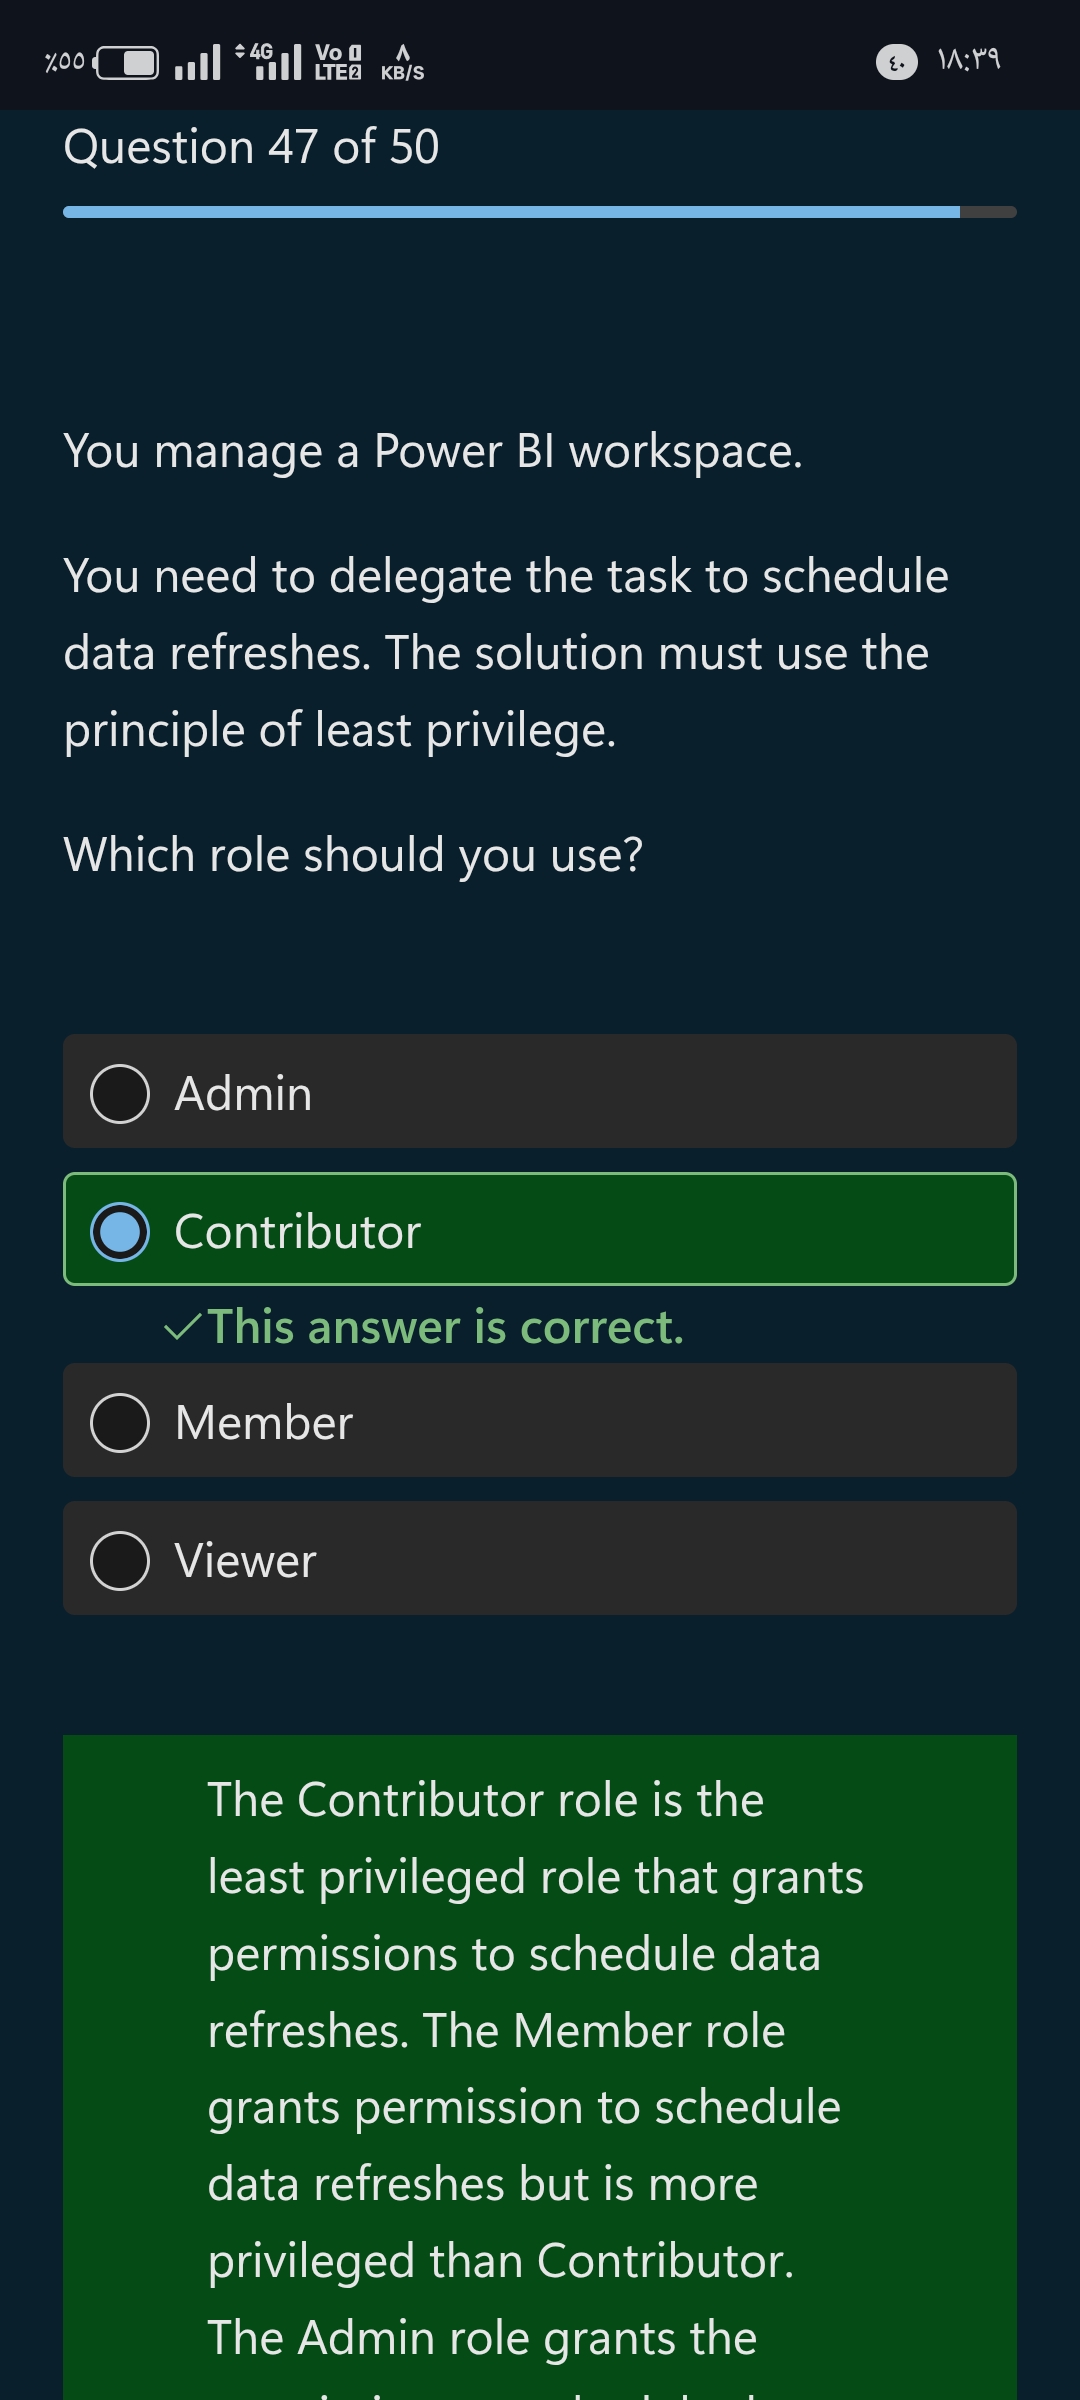 ٪٥٥ 4G Vo LTE 1 2 ٨ KB/S ٤٠ ١٨:٣٩
Question 47 of 50
You manage a Power BI workspace.
You need to delegate the task to schedule
data refreshes. The solution must use the
principle of least privilege.
Which role should you use?
Admin
Contributor
This answer is correct.
Member
Viewer
The Contributor role is the
least privileged role that grants
permissions to schedule data
refreshes. The Member role
grants permission to schedule
data refreshes but is more
privileged than Contributor.
The Admin role grants the